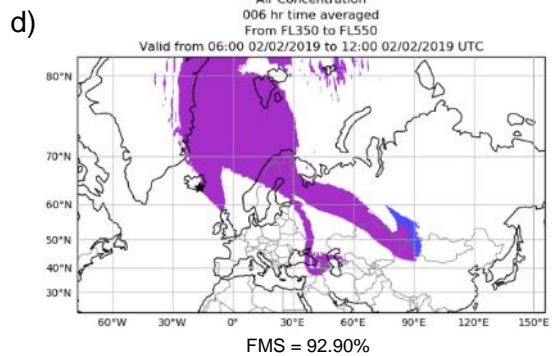 d)
Air Concentration
006 hr time averaged
From FL350 to FL550
Valid from 06:00 02/02/2019 to 12:00 02/02/2019 UTC
80°N
70°N
60°N
50°N
40°N
30°N
60°W 30°W 0° 30°E 60°E 90°E 120°E 150°E
FMS = 92.90%